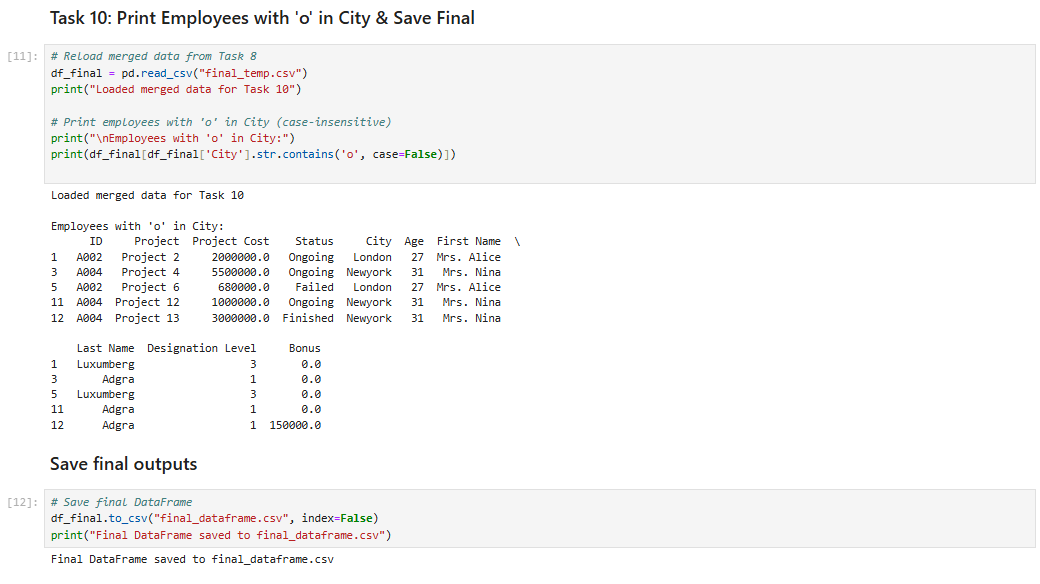 Task 10: Print Employees with 'o' in City & Save Final
[11]: # Reload merged data from Task 8
df_final = pd.read_csv("final_temp.csv")
print("Loaded merged data for Task 10")

# Print employees with 'o' in City (case-insensitive)
print("\nEmployees with 'o' in City:")
print(df_final[df_final['City'].str.contains('o', case=False)])

Loaded merged data for Task 10

Employees with 'o' in City:
      ID     Project  Project Cost    Status     City  Age  First Name  \
1   A002   Project 2     2000000.0   Ongoing   London   27  Mrs. Alice
3   A004   Project 4     5500000.0   Ongoing  Newyork   31   Mrs. Nina
5   A002   Project 6      680000.0    Failed   London   27  Mrs. Alice
11  A004  Project 12     1000000.0   Ongoing  Newyork   31   Mrs. Nina
12  A004  Project 13     3000000.0  Finished  Newyork   31   Mrs. Nina

    Last Name  Designation Level     Bonus
1   Luxumberg                  3       0.0
3       Adgra                  1       0.0
5   Luxumberg                  3       0.0
11      Adgra                  1       0.0
12      Adgra                  1  150000.0

Save final outputs
[12]: # Save final DataFrame
df_final.to_csv("final_dataframe.csv", index=False)
print("Final DataFrame saved to final_dataframe.csv")
Final DataFrame saved to final_dataframe.csv